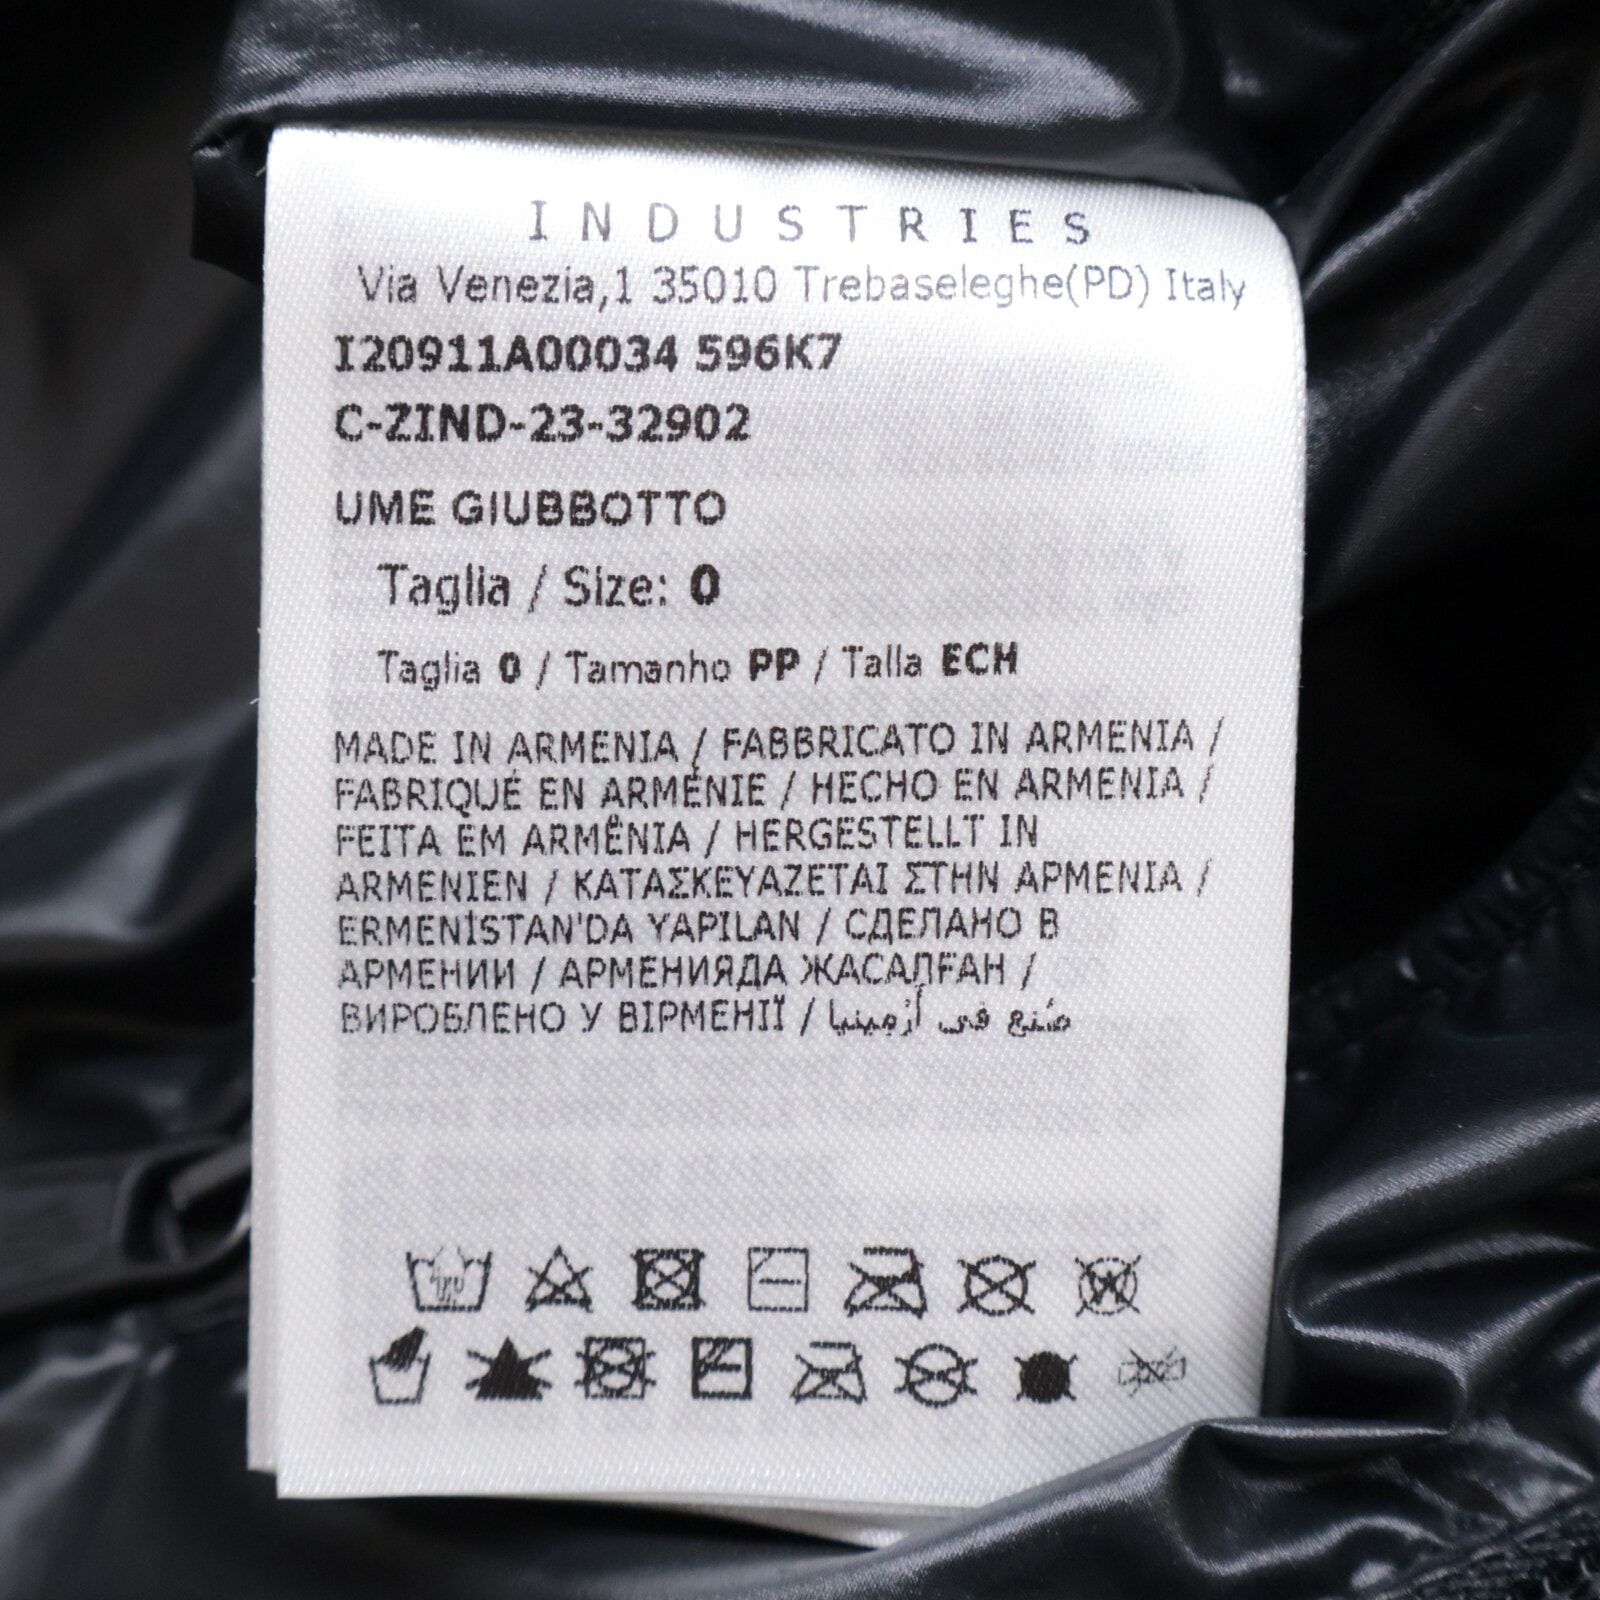 INDUSTRIES
Via Venezia,1 35010 Trebaseleghe(PD) Italy
I20911A00034 596K7
C-ZIND-23-32902
UME GIUBBOTTO
Taglia / Size: 0
Taglia 0 / Tamanho PP / Talla ECH
MADE IN ARMENIA / FABBRICATO IN ARMENIA /
FABRIQUÉ EN ARMÉNIE / HECHO EN ARMENIA /
FEITA EM ARMÊNIA / HERGESTELLT IN
ARMENIEN / ΚΑΤΑΣΚΕΥΑΖΕΤΑΙ ΣΤΗΝ ΑΡΜΕΝΙΑ /
ERMENİSTAN'DA YAPILAN / СДЕЛАНО В
АРМЕНИИ / АРМЕНИЯДА ЖАСАЛҒАН /
ВИРОБЛЕНО У ВІРМЕНІЇ / صُنع في أرمينيا
W